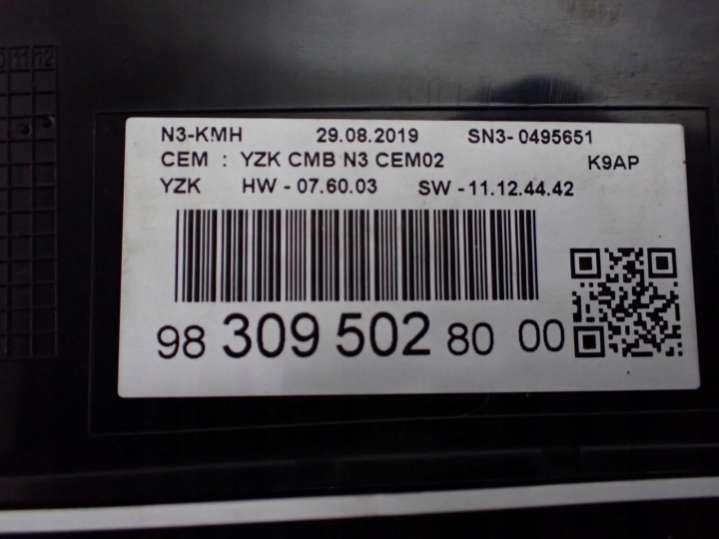 N3-KMH 29.08.2019 SN3- 0495651
CEM : YZK CMB N3 CEM02 K9AP
YZK HW - 07.60.03 SW - 11.12.44.42
98 309 502 80 00